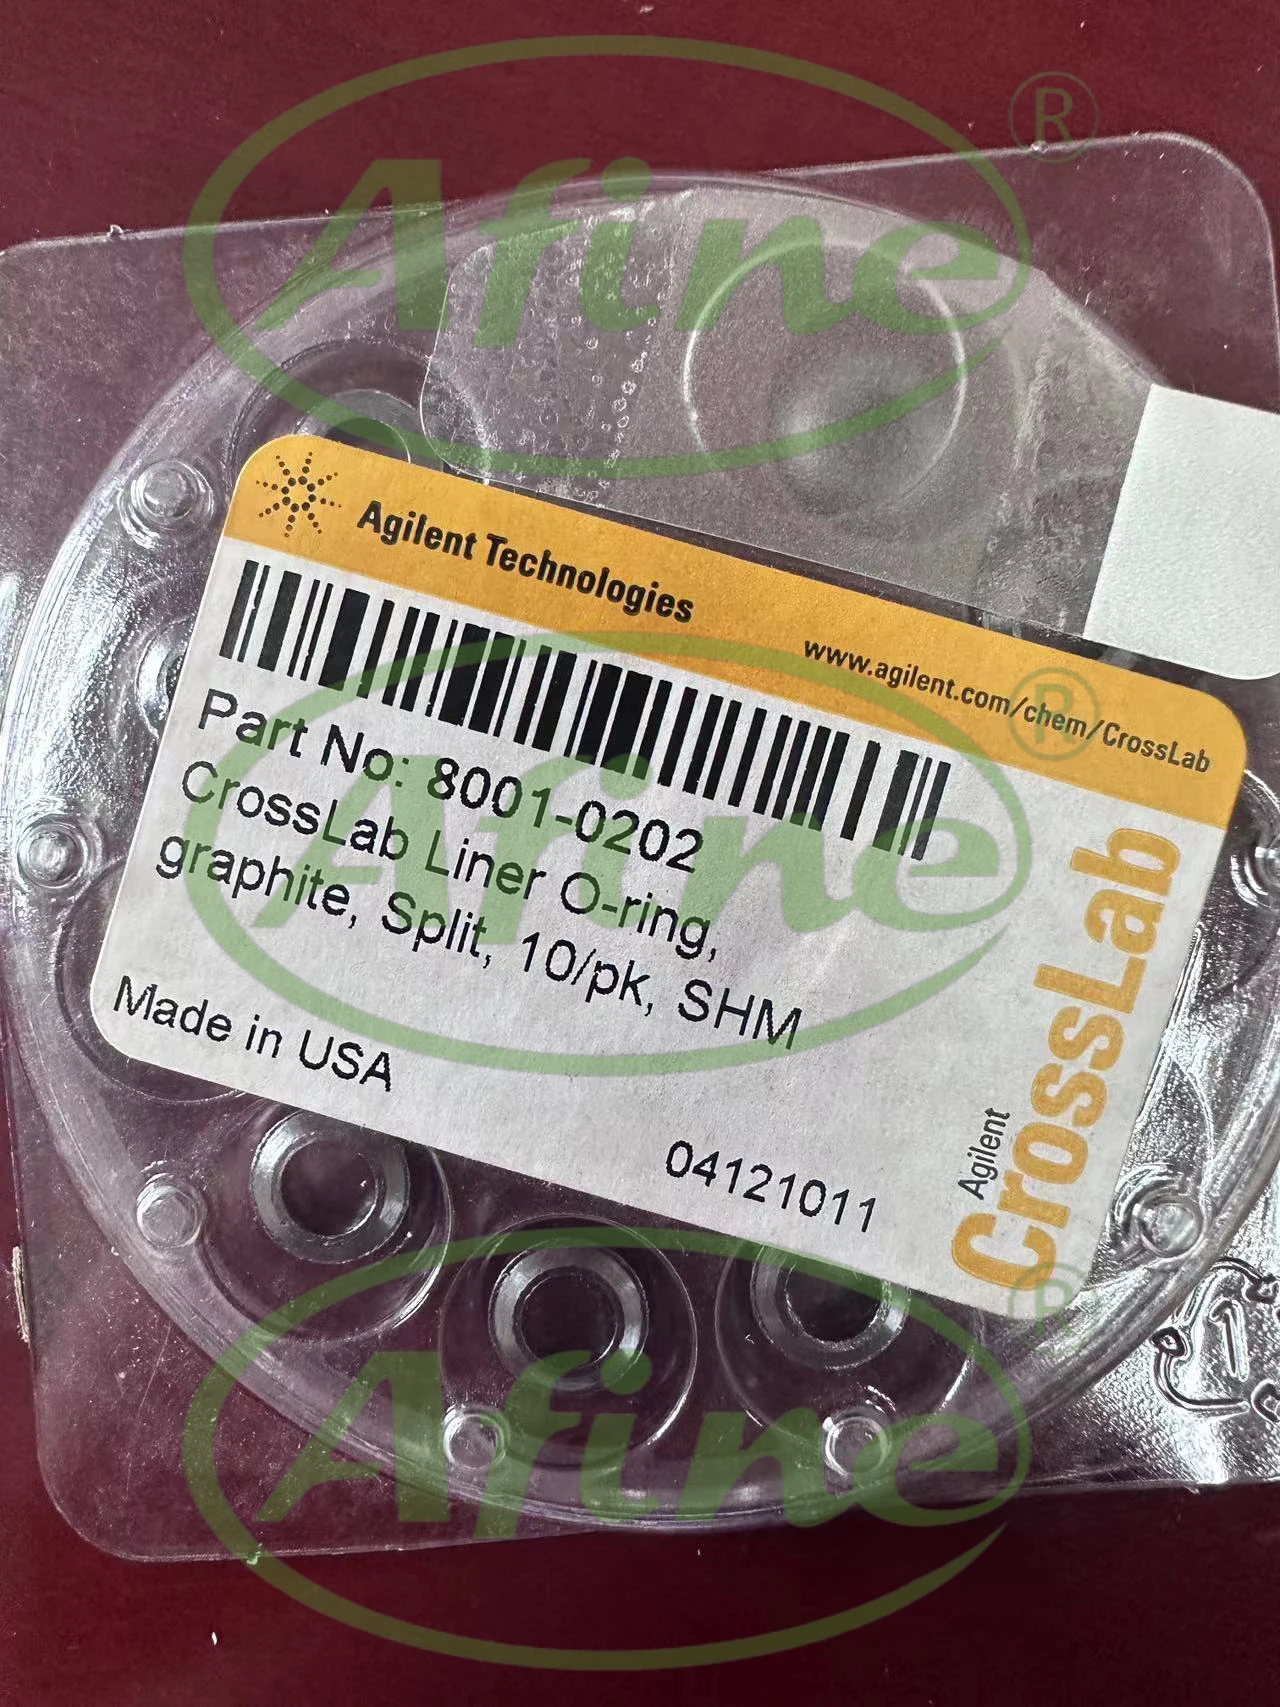 Afine ®
Agilent Technologies
www.agilent.com/chem/CrossLab
Part No: 8001-0202
CrossLab Liner O-ring,
graphite, Split, 10/pk, SHM
Made in USA
04121011
Agilent
CrossLab
Afine ®
1
Afine ®